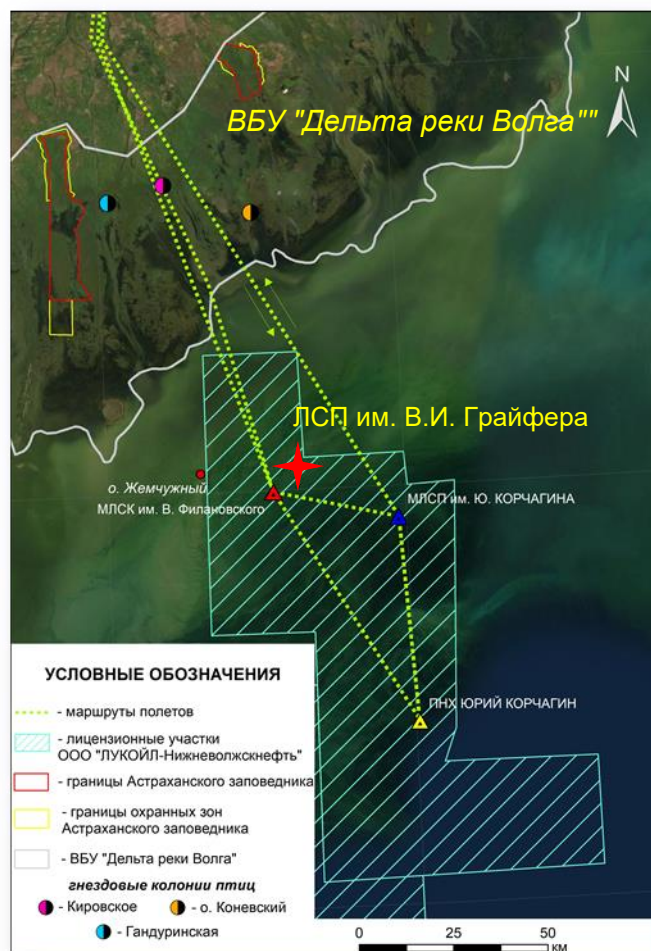 N
ВБУ "Дельта реки Волга""
ЛСП им. В.И. Грайфера
о. Жемчужный
МЛСК им. В. Филановского
МЛСП им. Ю. КОРЧАГИНА
ПНХ ЮРИЙ КОРЧАГИН
УСЛОВНЫЕ ОБОЗНАЧЕНИЯ
- маршруты полетов
- лицензионные участки
ООО "ЛУКОЙЛ-Нижневолжскнефть"
- границы Астраханского заповедника
- границы охранных зон
Астраханского заповедника
- ВБУ "Дельта реки Волга"
гнездовые колонии птиц
- Кировское - о. Коневский
- Гандуринская
0 25 50
КМ